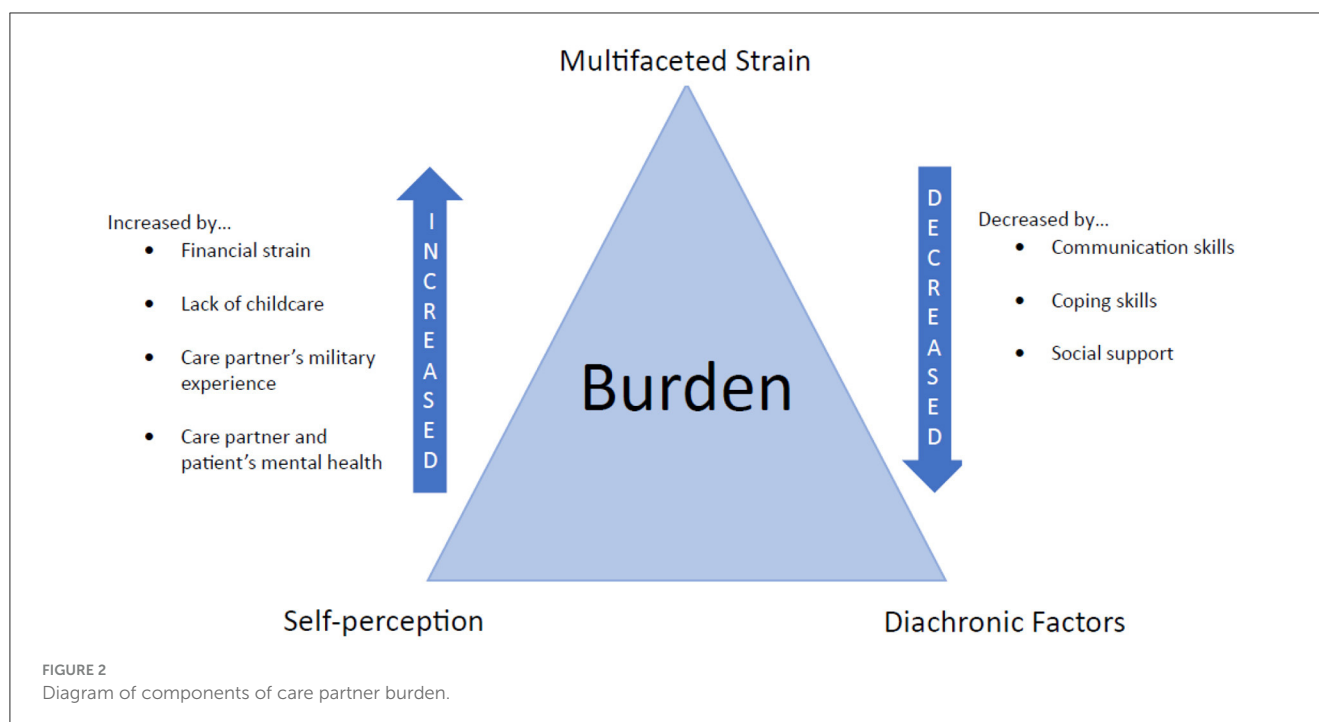 Multifaceted Strain
Increased by...
• Financial strain
• Lack of childcare
• Care partner's military
experience
• Care partner and
patient's mental health
INCREASED
Burden
DECREASED
Decreased by...
• Communication skills
• Coping skills
• Social support
Self-perception
Diachronic Factors
FIGURE 2
Diagram of components of care partner burden.